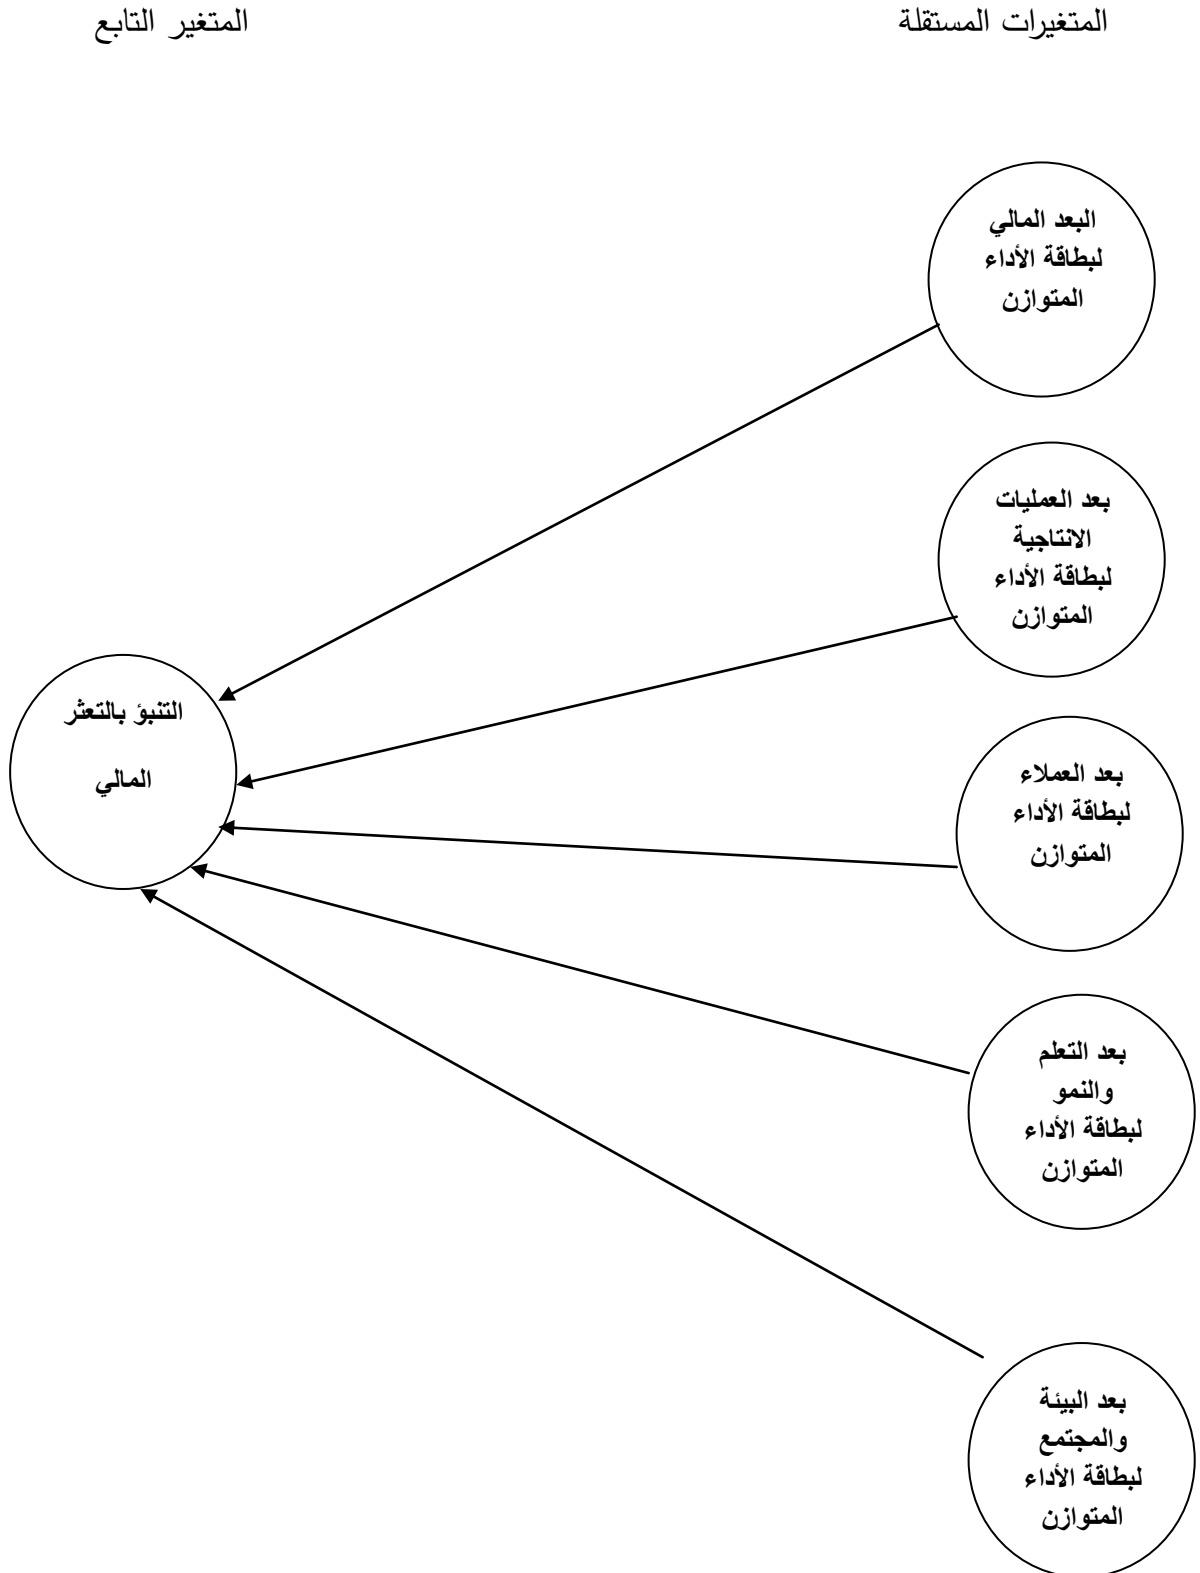 المتغيرات المستقلة
المتغير التابع
البعد المالي
لبطاقة الأداء
المتوازن
بعد العمليات
الانتاجية
لبطاقة الأداء
المتوازن
التنبؤ بالتعثر
المالي
بعد العملاء
لبطاقة الأداء
المتوازن
بعد التعلم
والنمو
لبطاقة الأداء
المتوازن
بعد البيئة
والمجتمع
لبطاقة الأداء
المتوازن